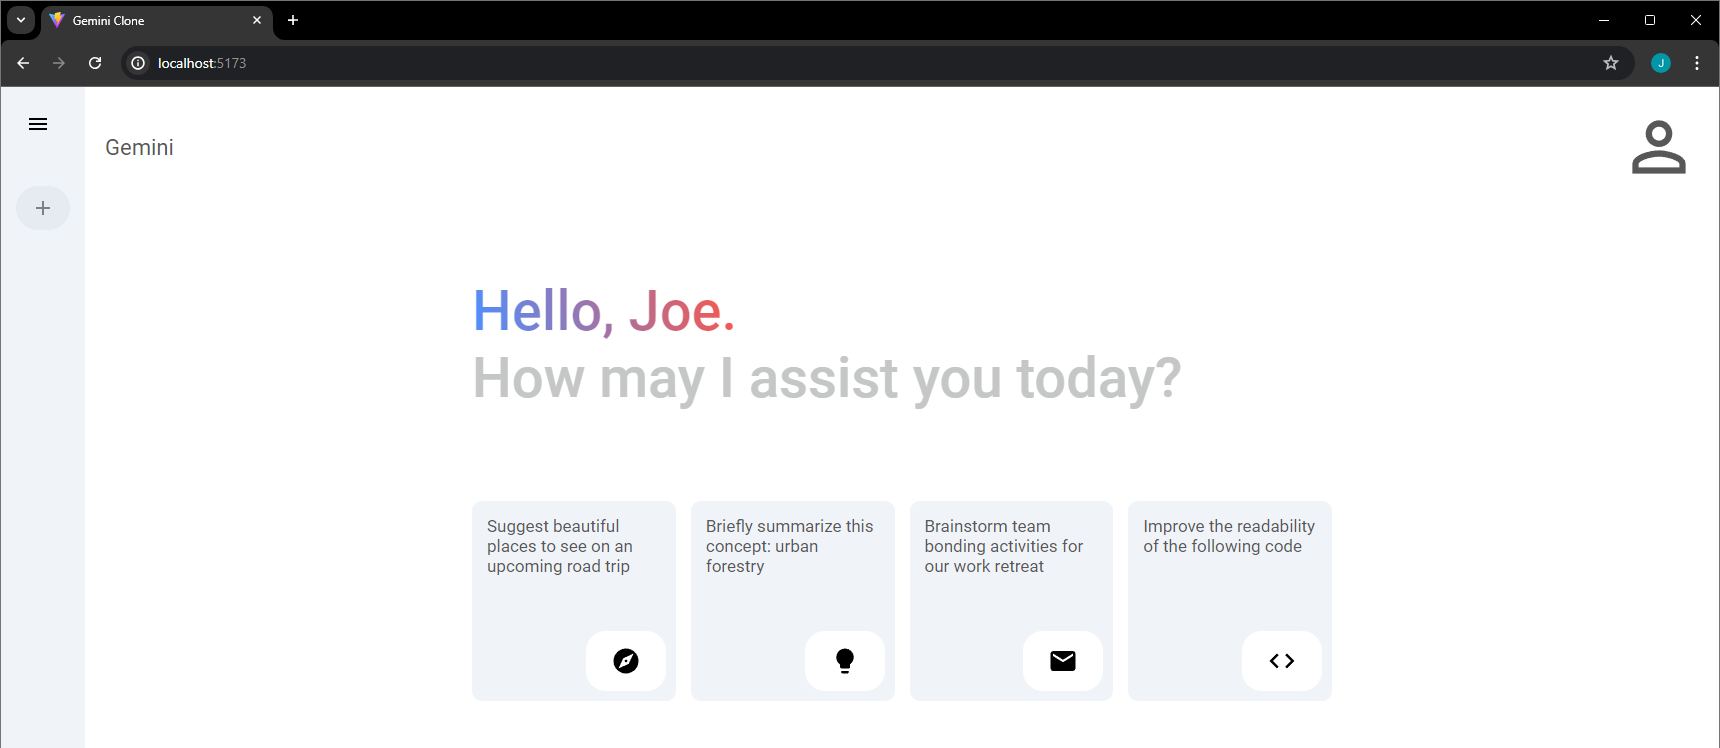 Gemini Clone
localhost:5173
J
Gemini
Hello, Joe.
How may I assist you today?
Suggest beautiful
places to see on an
upcoming road trip
Briefly summarize this
concept: urban
forestry
Brainstorm team
bonding activities for
our work retreat
Improve the readability
of the following code